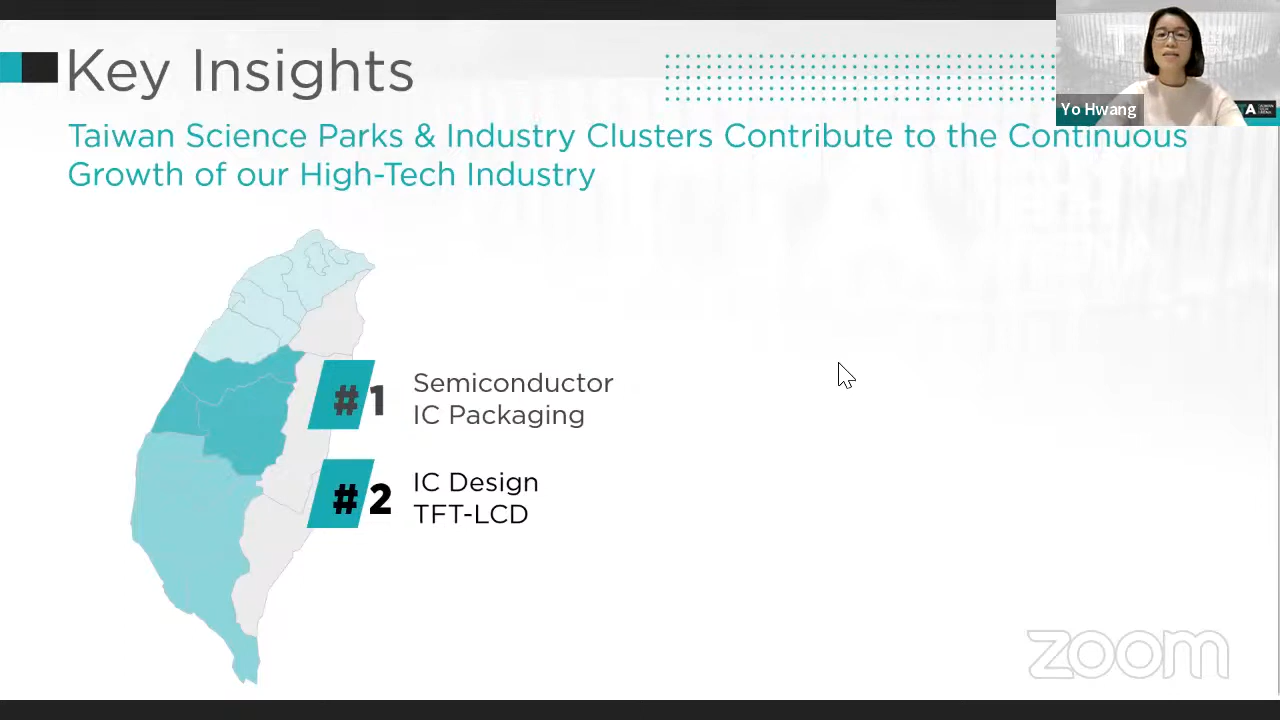 Key Insights
Yo Hwang
Taiwan Science Parks & Industry Clusters Contribute to the Continuous
Growth of our High-Tech Industry
#1
Semiconductor
IC Packaging
#2
IC Design
TFT-LCD
zoom